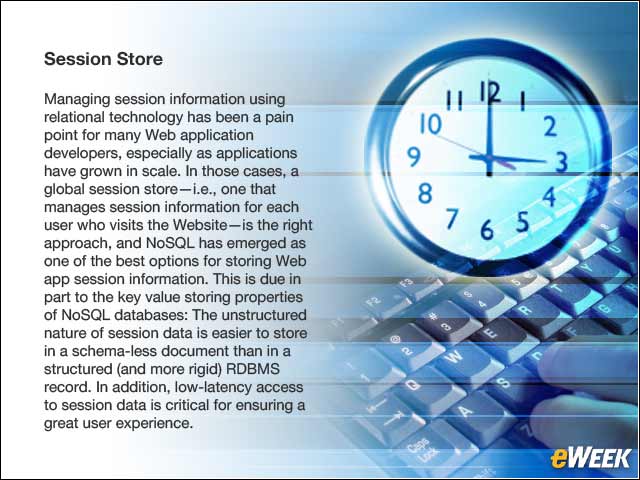 Session Store
Managing session information using
relational technology has been a pain
point for many Web application
developers, especially as applications
have grown in scale. In those cases, a
global session store—i.e., one that
manages session information for each
user who visits the Website—is the right
approach, and NoSQL has emerged as
one of the best options for storing Web
app session information. This is due in
part to the key value storing properties
of NoSQL databases: The unstructured
nature of session data is easier to store
in a schema-less document than in a
structured (and more rigid) RDBMS
record. In addition, low-latency access
to session data is critical for ensuring a
great user experience.
11 12 1
10 2
9 3
8 4
7 6 5
F2 F3 F4
@ 2
Q W E R T Y U
A
Caps Lock
eWEEK